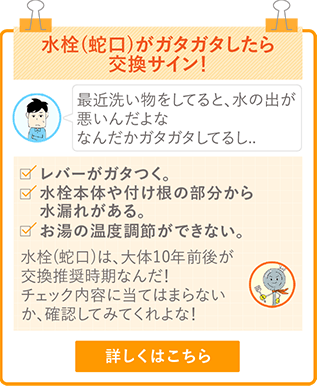 水栓(蛇口)がガタガタしたら
交換サイン!
最近洗い物をしてると、水の出が
悪いんだよな
なんだかガタガタしてるし..
レバーがガタつく。
水栓本体や付け根の部分から
水漏れがある。
お湯の温度調節ができない。
水栓(蛇口)は、大体10年前後が
交換推奨時期なんだ!
チェック内容に当てはまらない
か、確認してみてくれよな!
詳しくはこちら